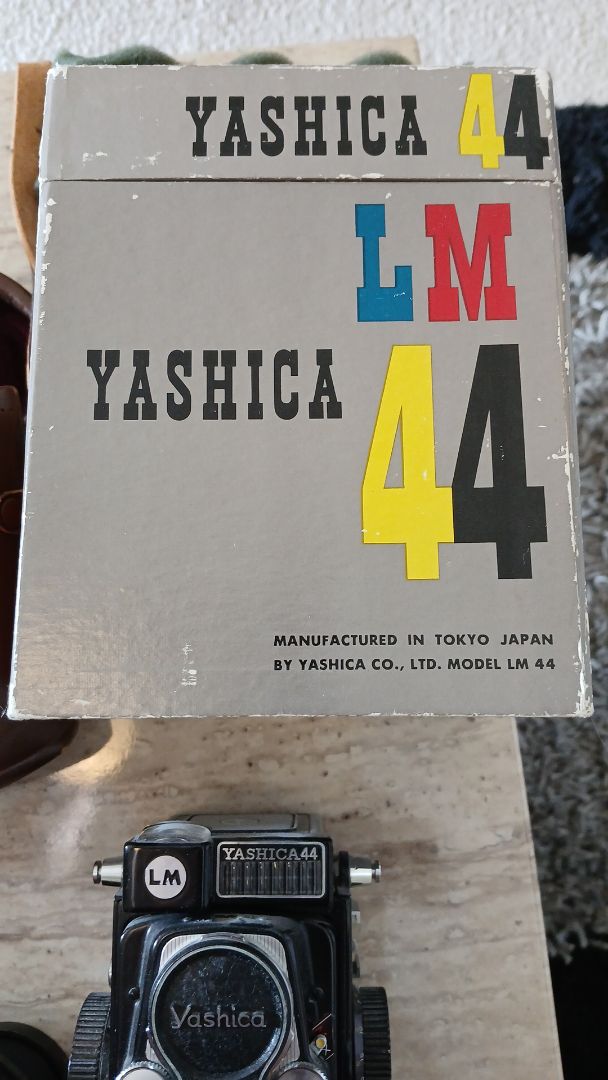 YASHICA 44
LM
YASHICA 44
MANUFACTURED IN TOKYO JAPAN
BY YASHICA CO., LTD. MODEL LM 44
YASHICA44
LM
Yashica